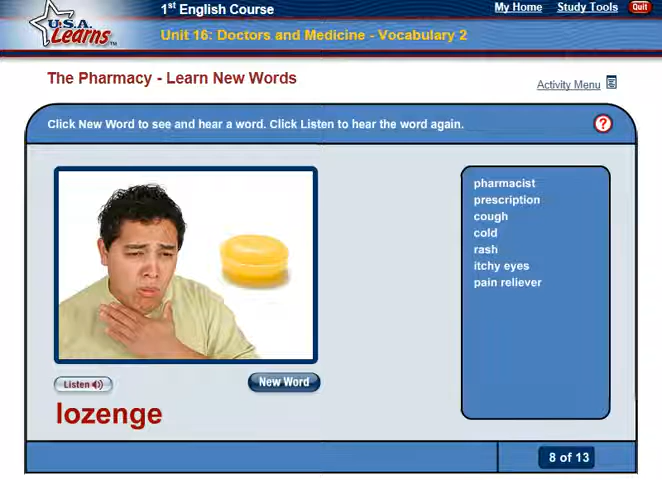 U.S.A.
Learns™
1st English Course
My Home Study Tools Quit
Unit 16: Doctors and Medicine - Vocabulary 2
The Pharmacy - Learn New Words
Activity Menu
Click New Word to see and hear a word. Click Listen to hear the word again.
?
pharmacist
prescription
cough
cold
rash
itchy eyes
pain reliever
Listen
New Word
lozenge
8 of 13